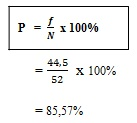 P = f/N x 100%
= 44,5/52 x 100%
= 85,57%